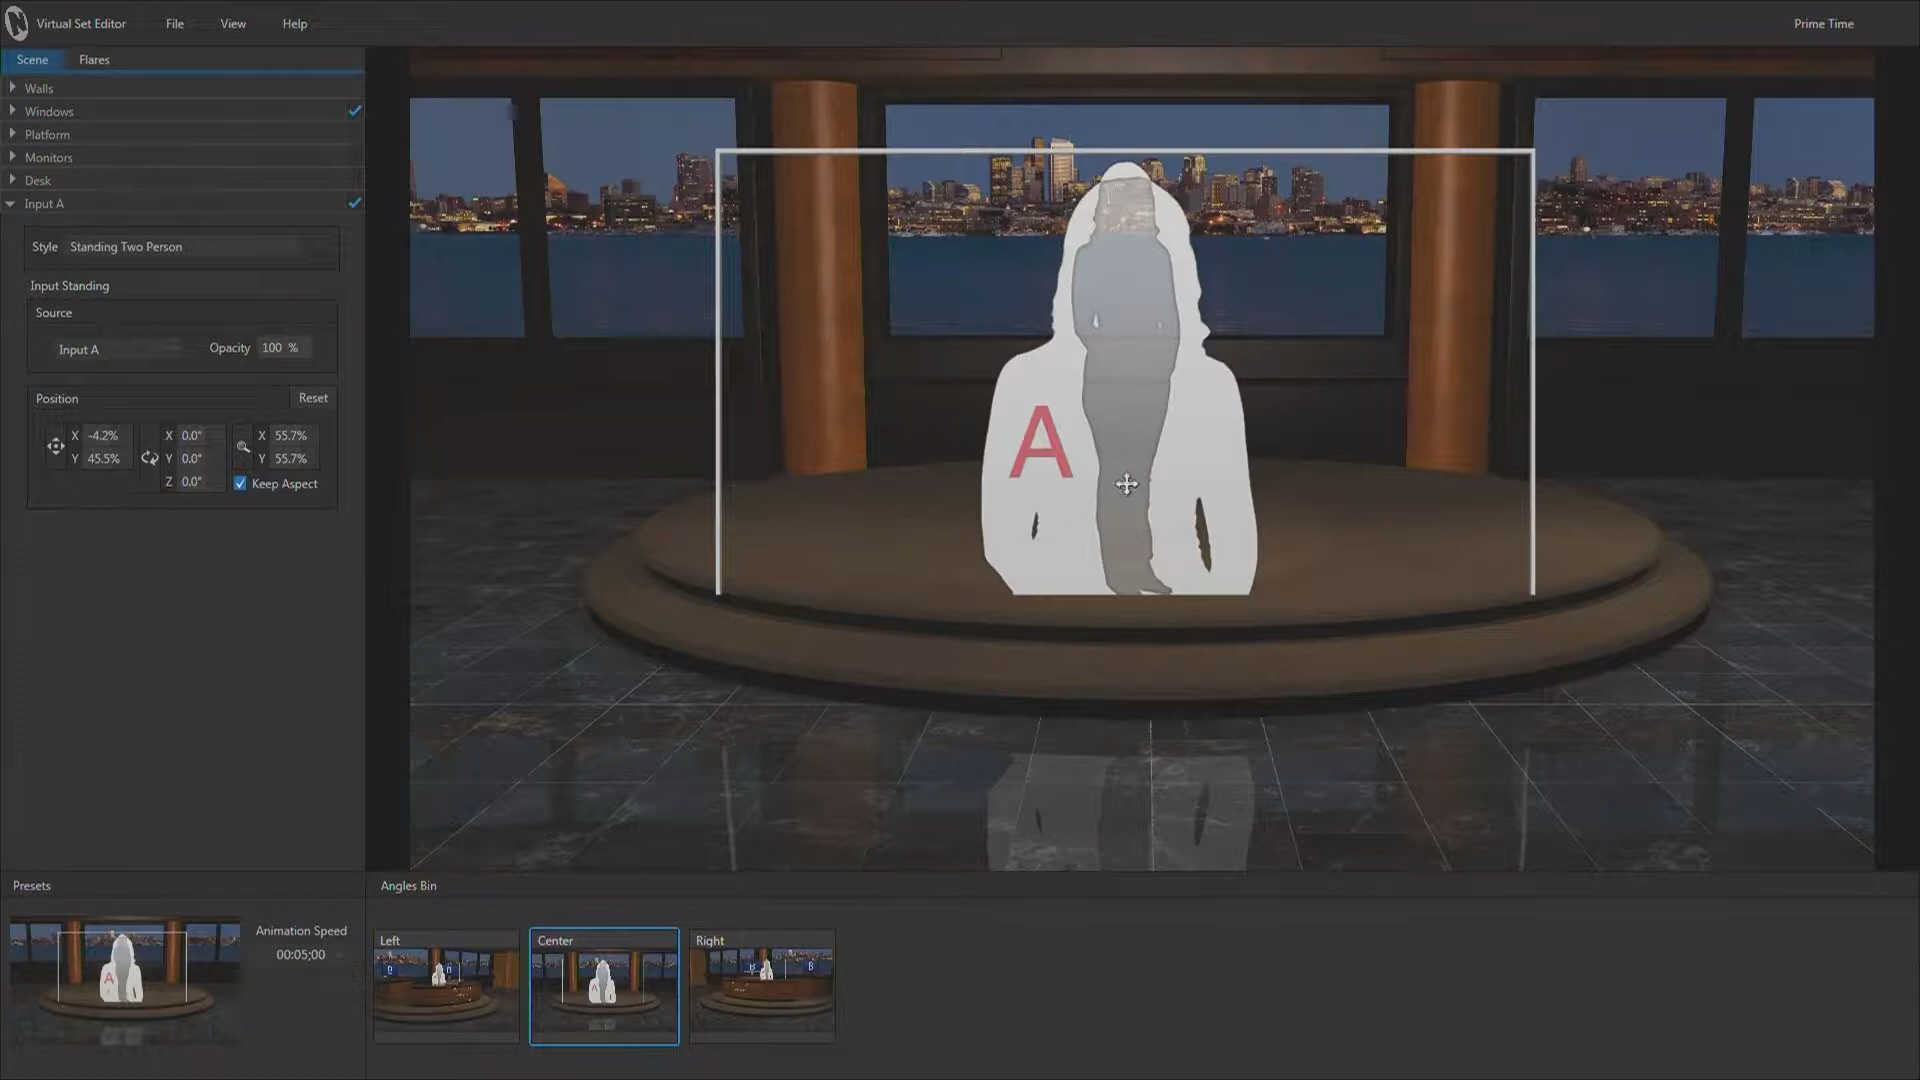 Virtual Set Editor File View Help Prime Time
Scene Flares
Walls
Windows
Platform
Monitors
Desk
Input A
Style Standing Two Person
Input Standing
Source
Input A Opacity 100 %
Position Reset
X -4.2% X 0.0° X 55.7%
Y 45.5% Y 0.0° Y 55.7%
Z 0.0° Keep Aspect
A
Presets
Animation Speed
00:05;00
A
Angles Bin
Left
Center
Right
B
B